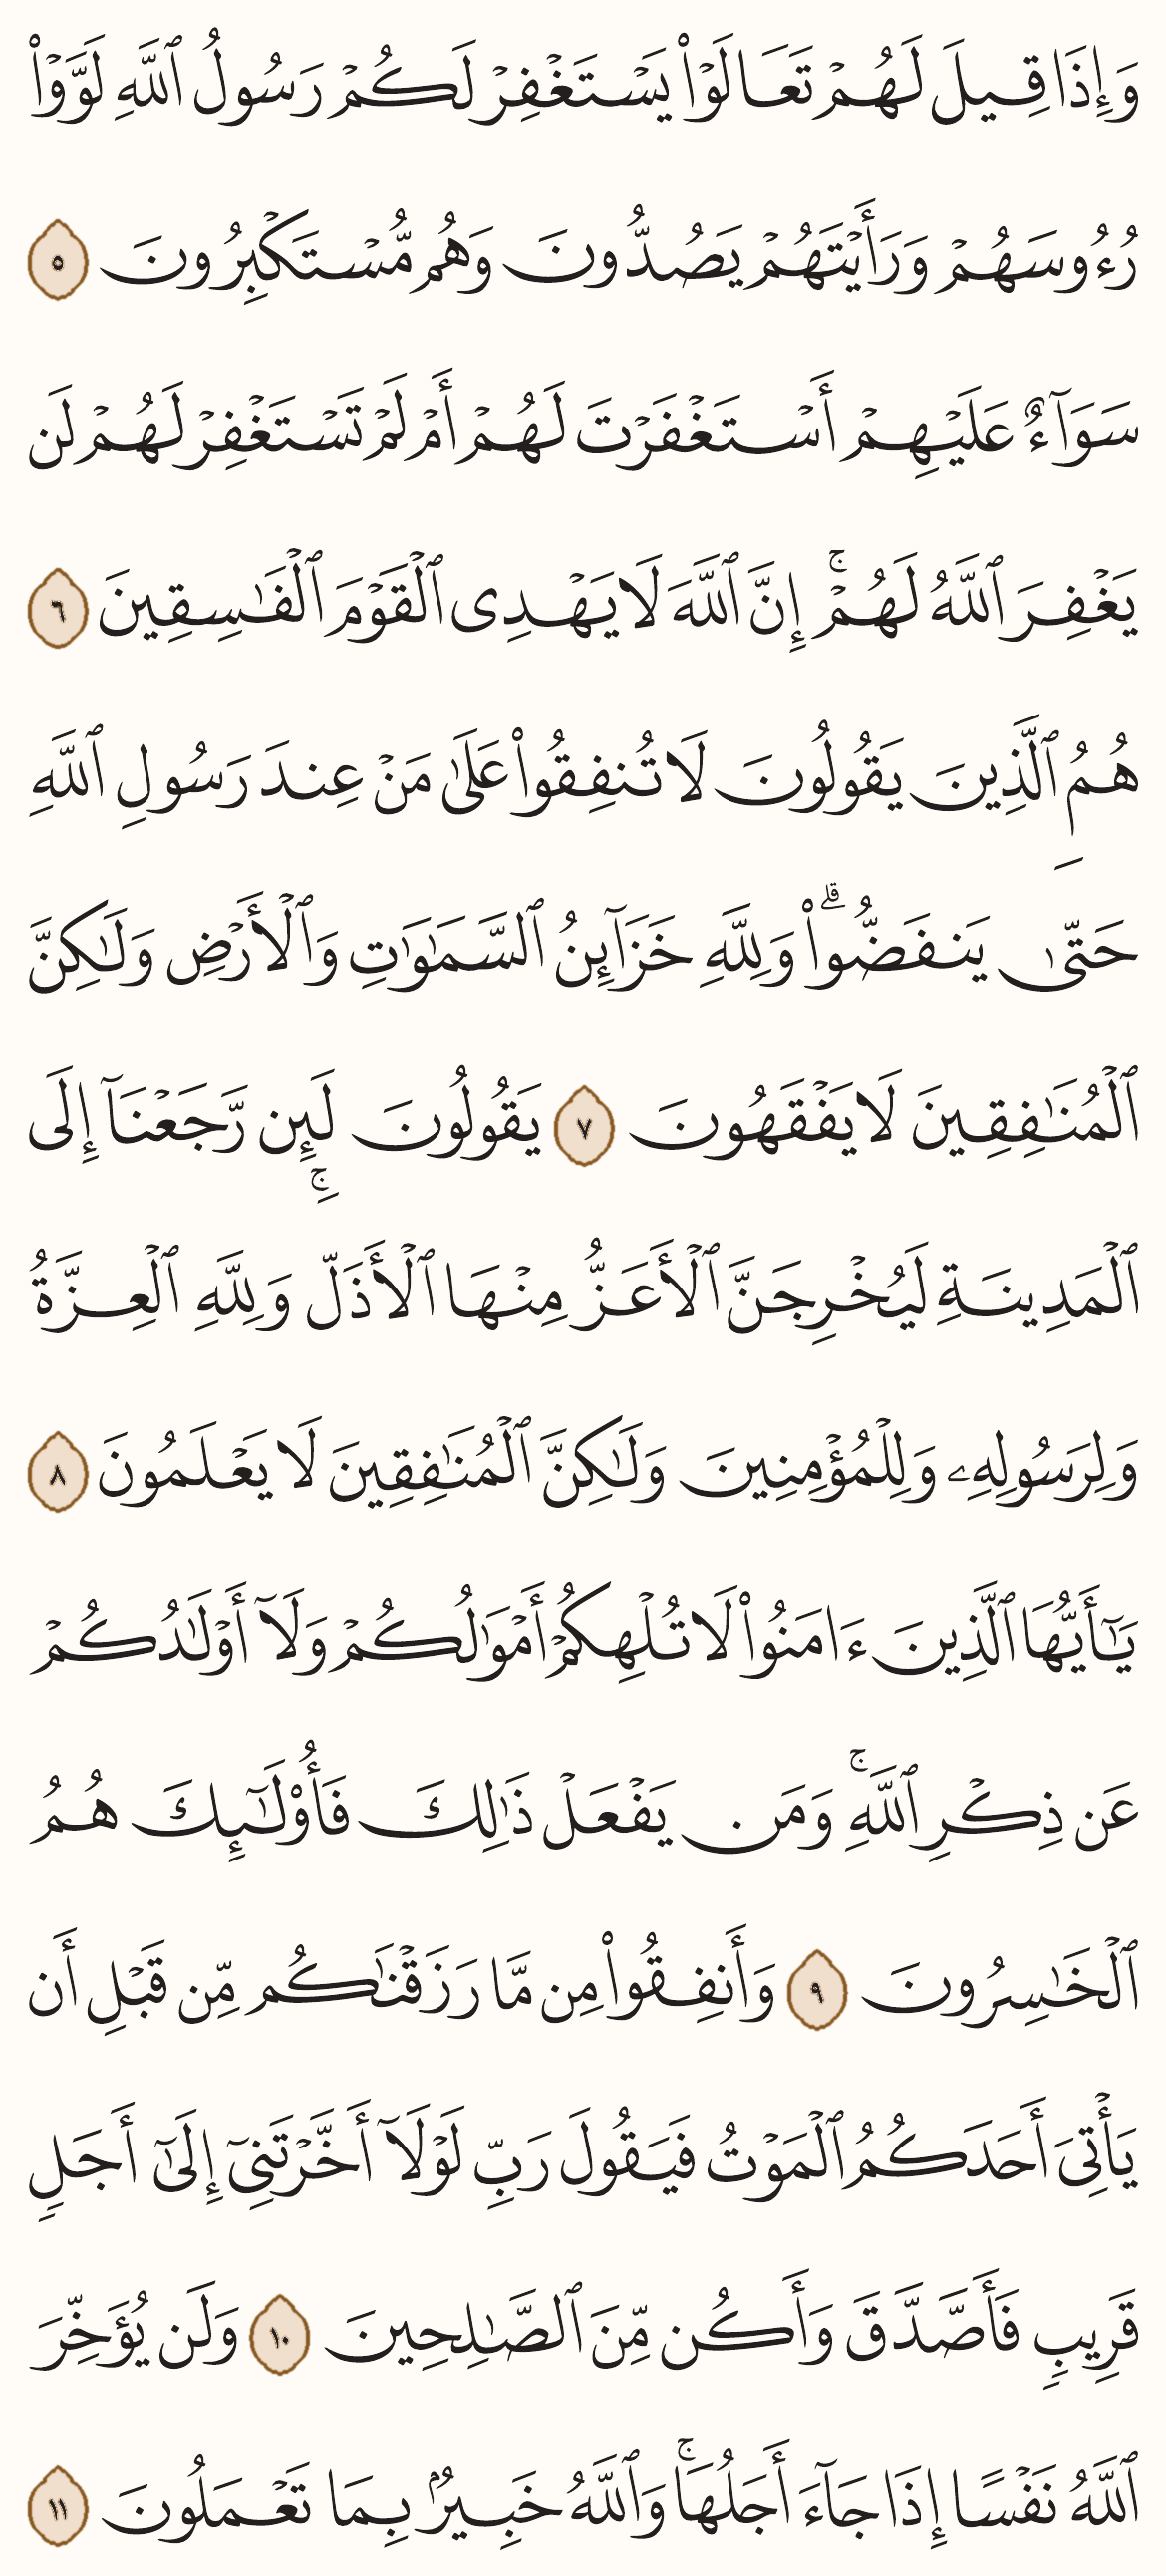 وَإِذَا قِيلَ لَهُمْ تَعَالَوْا۟ يَسْتَغْفِرْ لَكُمْ رَسُولُ ٱللَّهِ لَوَّوْا۟
رُءُوسَهُمْ وَرَأَيْتَهُمْ يَصُدُّونَ وَهُم مُّسْتَكْبِرُونَ ٥
سَوَآءٌ عَلَيْهِمْ أَسْتَغْفَرْتَ لَهُمْ أَمْ لَمْ تَسْتَغْفِرْ لَهُمْ لَن
يَغْفِرَ ٱللَّهُ لَهُمْ ۚ إِنَّ ٱللَّهَ لَا يَهْدِى ٱلْقَوْمَ ٱلْفَـٰسِقِينَ ٦
هُمُ ٱلَّذِينَ يَقُولُونَ لَا تُنفِقُوا۟ عَلَىٰ مَنْ عِندَ رَسُولِ ٱللَّهِ
حَتَّىٰ يَنفَضُّوا۟ ۗ وَلِلَّهِ خَزَآئِنُ ٱلسَّمَـٰوَٰتِ وَٱلْأَرْضِ وَلَـٰكِنَّ
ٱلْمُنَـٰفِقِينَ لَا يَفْقَهُونَ ٧ يَقُولُونَ لَئِن رَّجَعْنَآ إِلَى
ٱلْمَدِينَةِ لَيُخْرِجَنَّ ٱلْأَعَزُّ مِنْهَا ٱلْأَذَلَّ ۚ وَلِلَّهِ ٱلْعِزَّةُ
وَلِرَسُولِهِۦ وَلِلْمُؤْمِنِينَ وَلَـٰكِنَّ ٱلْمُنَـٰفِقِينَ لَا يَعْلَمُونَ ٨
يَـٰٓأَيُّهَا ٱلَّذِينَ ءَامَنُوا۟ لَا تُلْهِكُمْ أَمْوَٰلُكُمْ وَلَآ أَوْلَـٰدُكُمْ
عَن ذِكْرِ ٱللَّهِ ۚ وَمَن يَفْعَلْ ذَٰلِكَ فَأُو۟لَـٰٓئِكَ هُمُ
ٱلْخَـٰسِرُونَ ٩ وَأَنفِقُوا۟ مِن مَّا رَزَقْنَـٰكُم مِّن قَبْلِ أَن
يَأْتِىَ أَحَدَكُمُ ٱلْمَوْتُ فَيَقُولَ رَبِّ لَوْلَآ أَخَّرْتَنِىٓ إِلَىٰٓ أَجَلٍ
قَرِيبٍ فَأَصَّدَّقَ وَأَكُن مِّنَ ٱلصَّـٰلِحِينَ ١٠ وَلَن يُؤَخِّرَ
ٱللَّهُ نَفْسًا إِذَا جَآءَ أَجَلُهَا ۚ وَٱللَّهُ خَبِيرٌۢ بِمَا تَعْمَلُونَ ١١